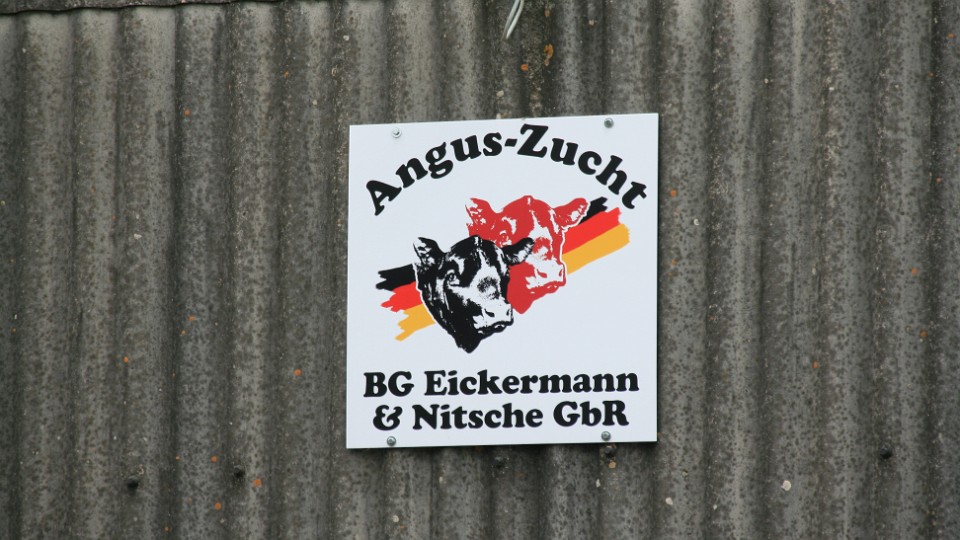 Angus-Zucht
BG Eickermann
& Nitsche GbR